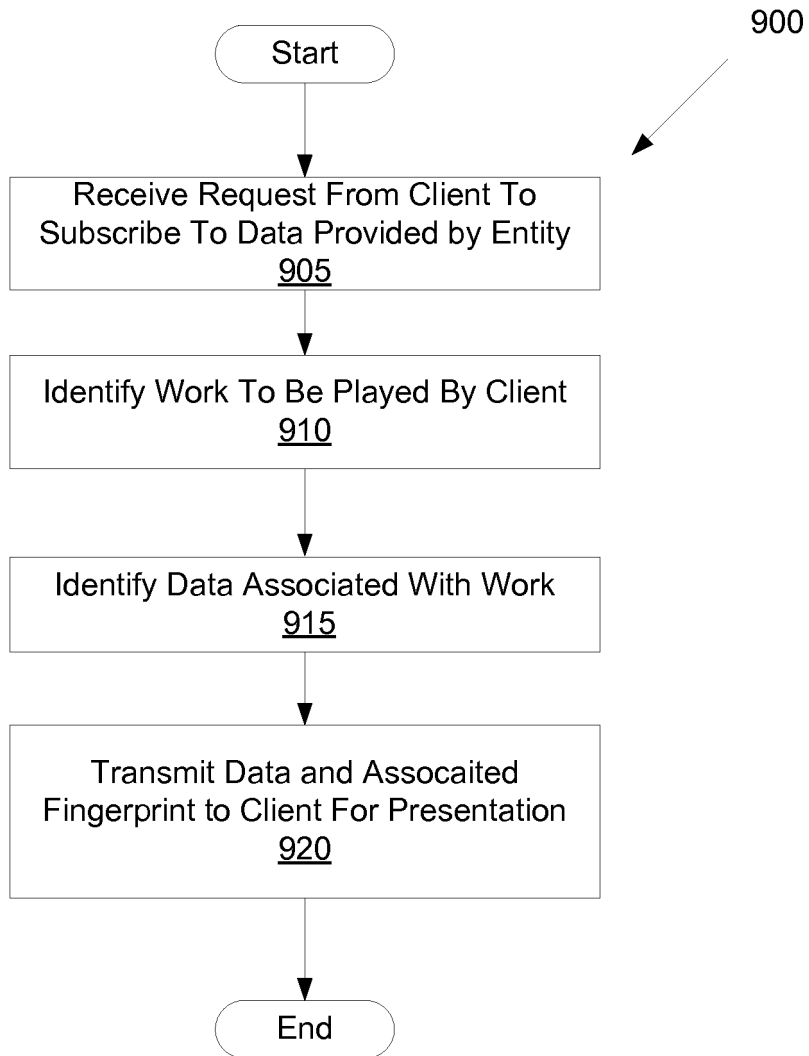 900
Start
Receive Request From Client To
Subscribe To Data Provided by Entity
905
Identify Work To Be Played By Client
910
Identify Data Associated With Work
915
Transmit Data and Assocaited
Fingerprint to Client For Presentation
920
End